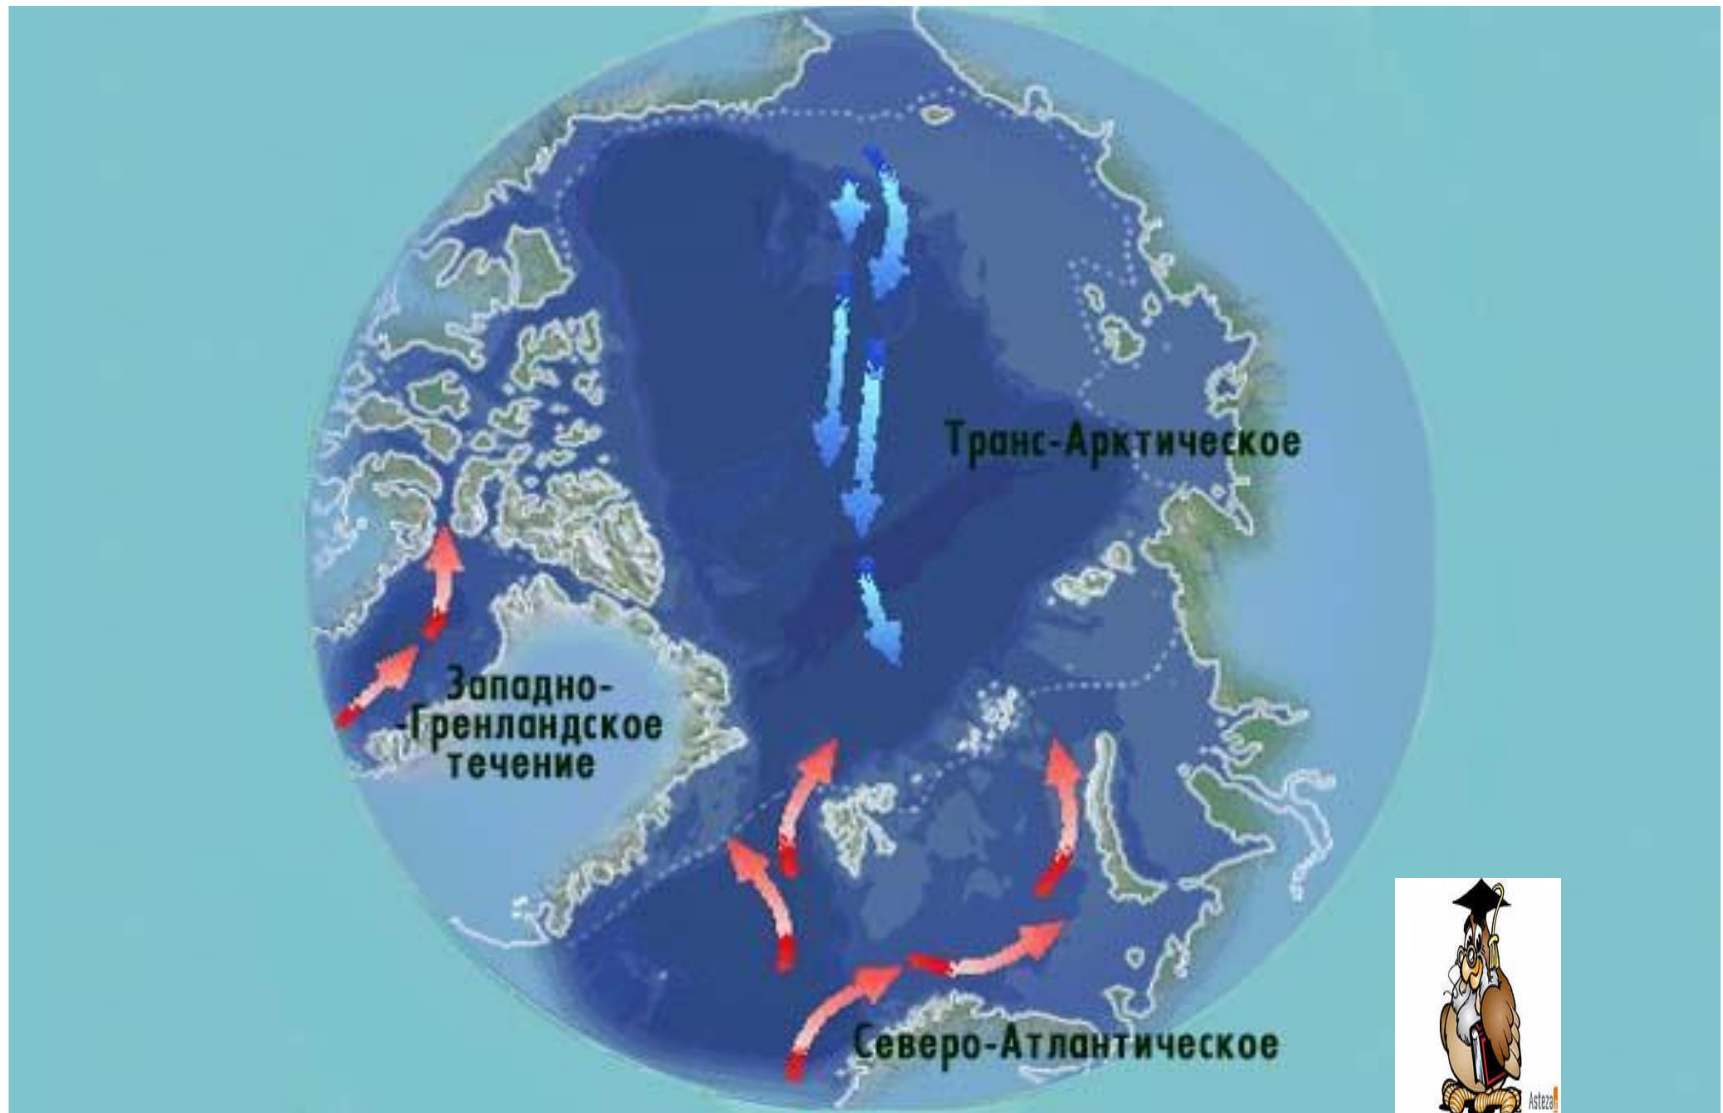 Транс-Арктическое
Западно-
-Гренландское
течение
Северо-Атлантическое